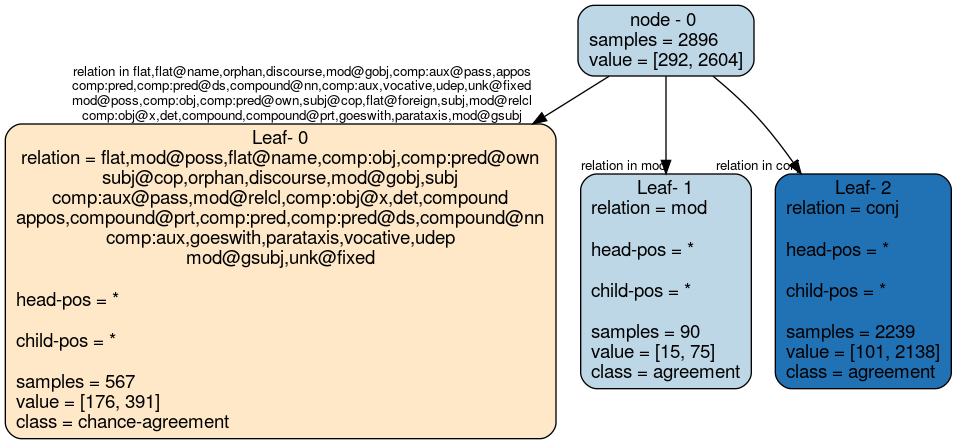 node - 0
samples = 2896
value = [292, 2604]
relation in flat,flat@name,orphan,discourse,mod@gobj,comp:aux@pass,appos
comp:pred,comp:pred@ds,compound@nn,comp:aux,vocative,udep,unk@fixed
mod@poss,comp:obj,comp:pred@own,subj@cop,flat@foreign,subj,mod@relcl
comp:obj@x,det,compound,compound@prt,goeswith,parataxis,mod@gsubj
Leaf- 0
relation = flat,mod@poss,flat@name,comp:obj,comp:pred@own
subj@cop,orphan,discourse,mod@gobj,subj
comp:aux@pass,mod@relcl,comp:obj@x,det,compound
appos,compound@prt,comp:pred,comp:pred@ds,compound@nn
comp:aux,goeswith,parataxis,vocative,udep
mod@gsubj,unk@fixed
head-pos = *
child-pos = *
samples = 567
value = [176, 391]
class = chance-agreement
relation in mod
Leaf- 1
relation = mod
head-pos = *
child-pos = *
samples = 90
value = [15, 75]
class = agreement
relation in conj
Leaf- 2
relation = conj
head-pos = *
child-pos = *
samples = 2239
value = [101, 2138]
class = agreement